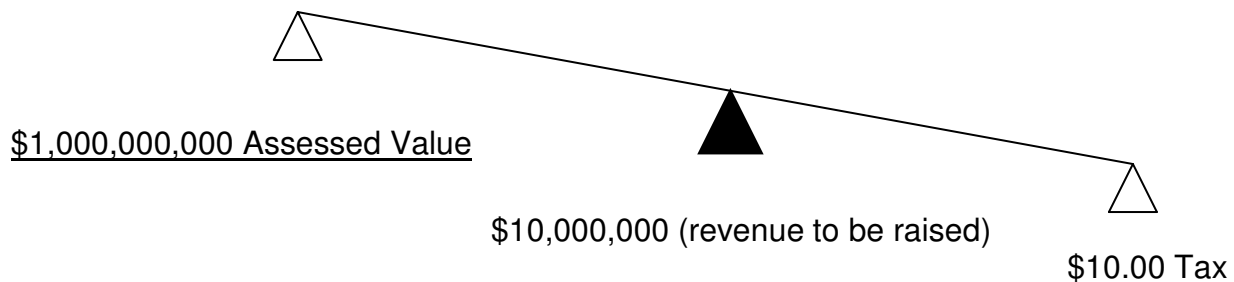 $1,000,000,000 Assessed Value
$10,000,000 (revenue to be raised)
$10.00 Tax